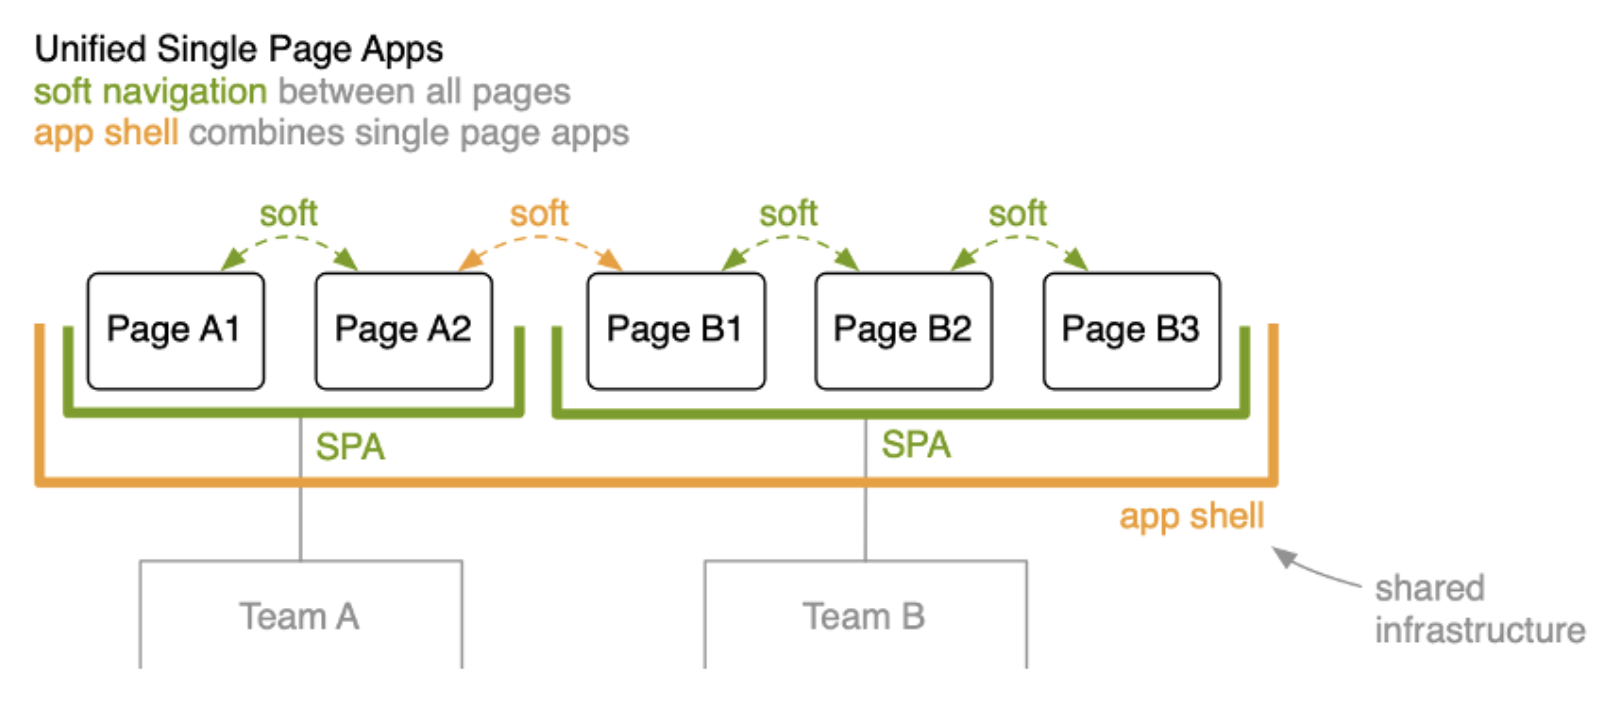 Unified Single Page Apps
soft navigation between all pages
app shell combines single page apps
soft
soft
soft
soft
Page A1
Page A2
Page B1
Page B2
Page B3
SPA
SPA
app shell
shared
infrastructure
Team A
Team B